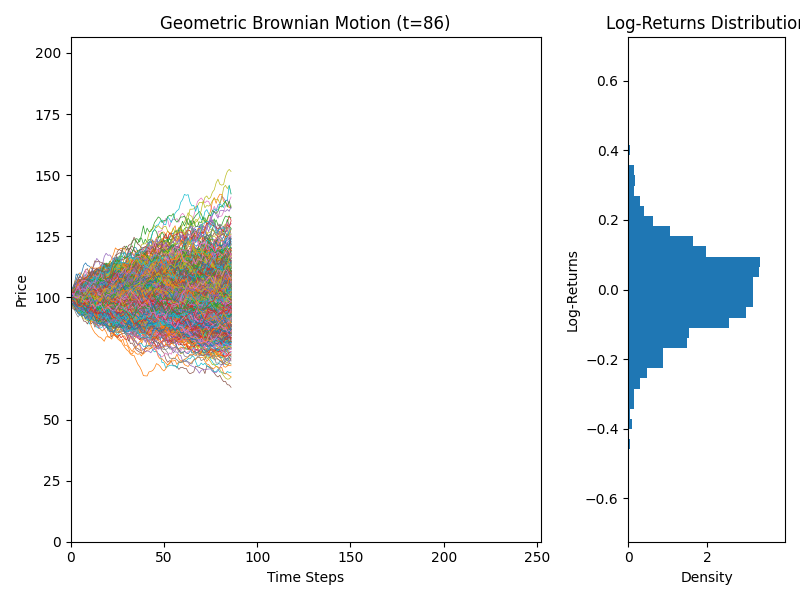 Geometric Brownian Motion (t=86)
Price
200
175
150
125
100
75
50
25
0
0 50 100 150 200 250
Time Steps
Log-Returns Distribution
Log-Returns
0.6
0.4
0.2
0.0
−0.2
−0.4
−0.6
0 2
Density